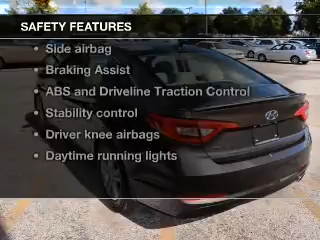 SAFETY FEATURES
• Side airbag
• Braking Assist
• ABS and Driveline Traction Control
• Stability control
• Driver knee airbags
• Daytime running lights